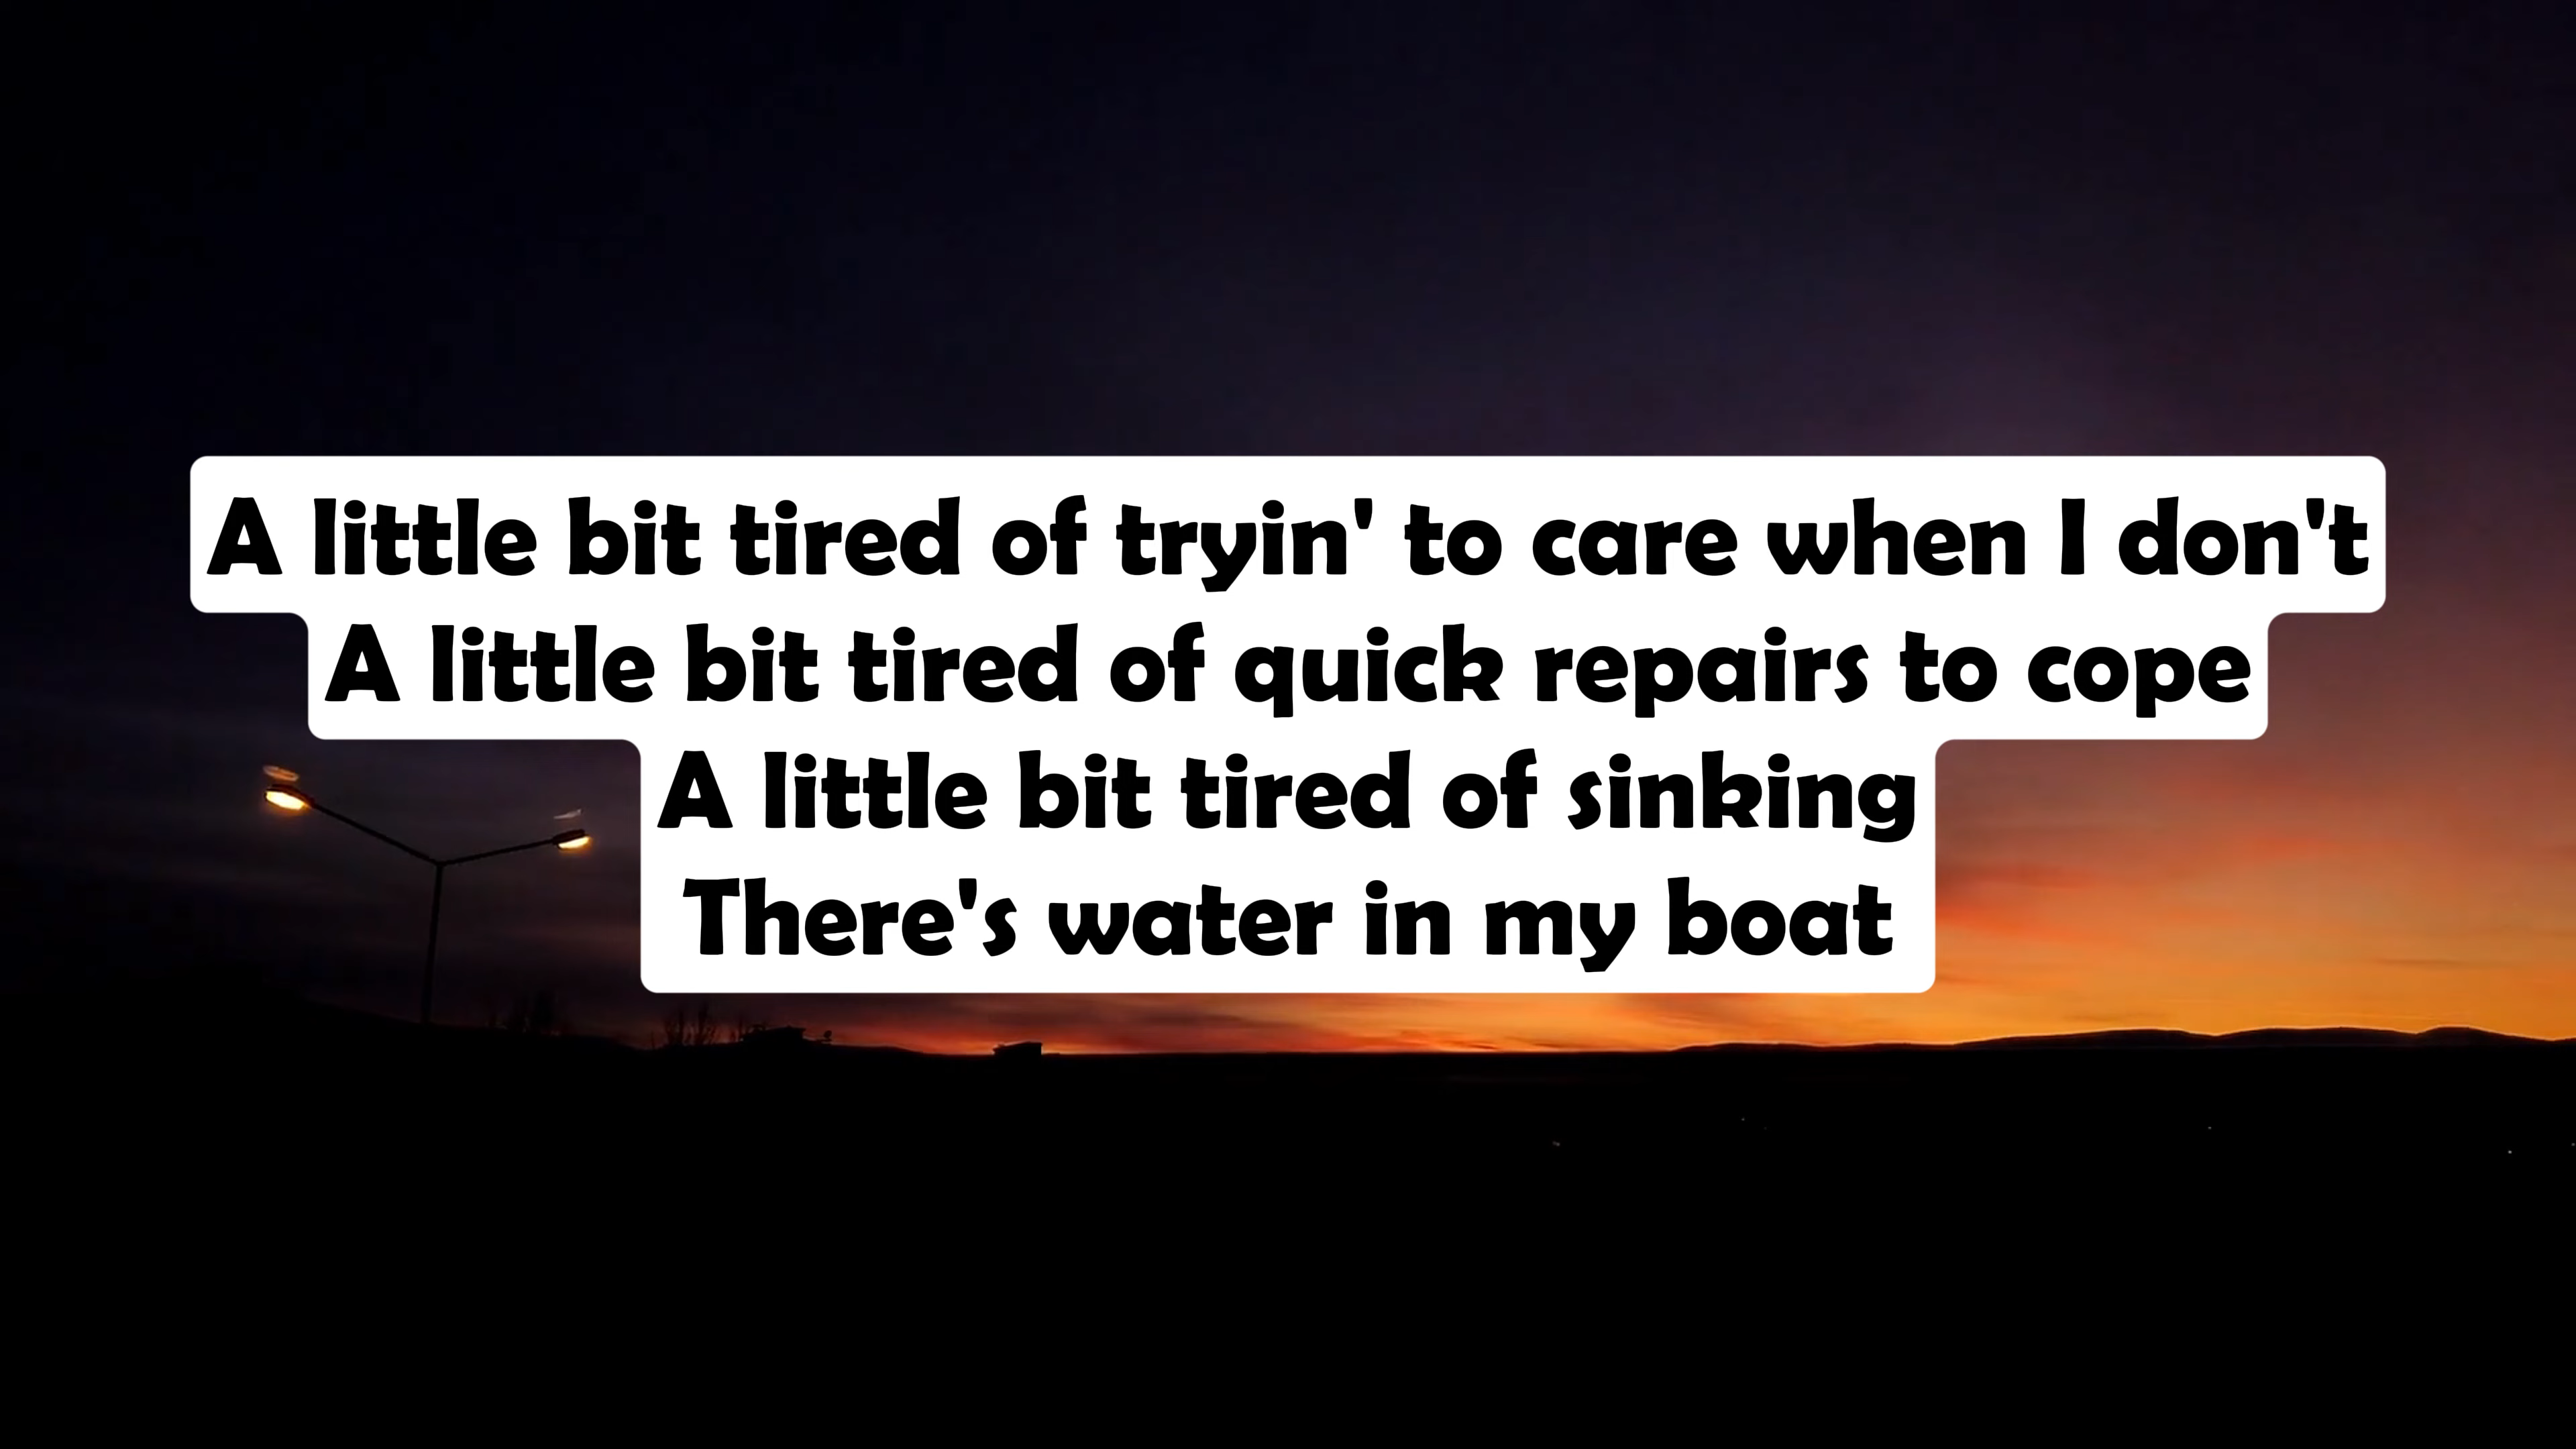 A little bit tired of tryin' to care when I don't
A little bit tired of quick repairs to cope
A little bit tired of sinking
There's water in my boat